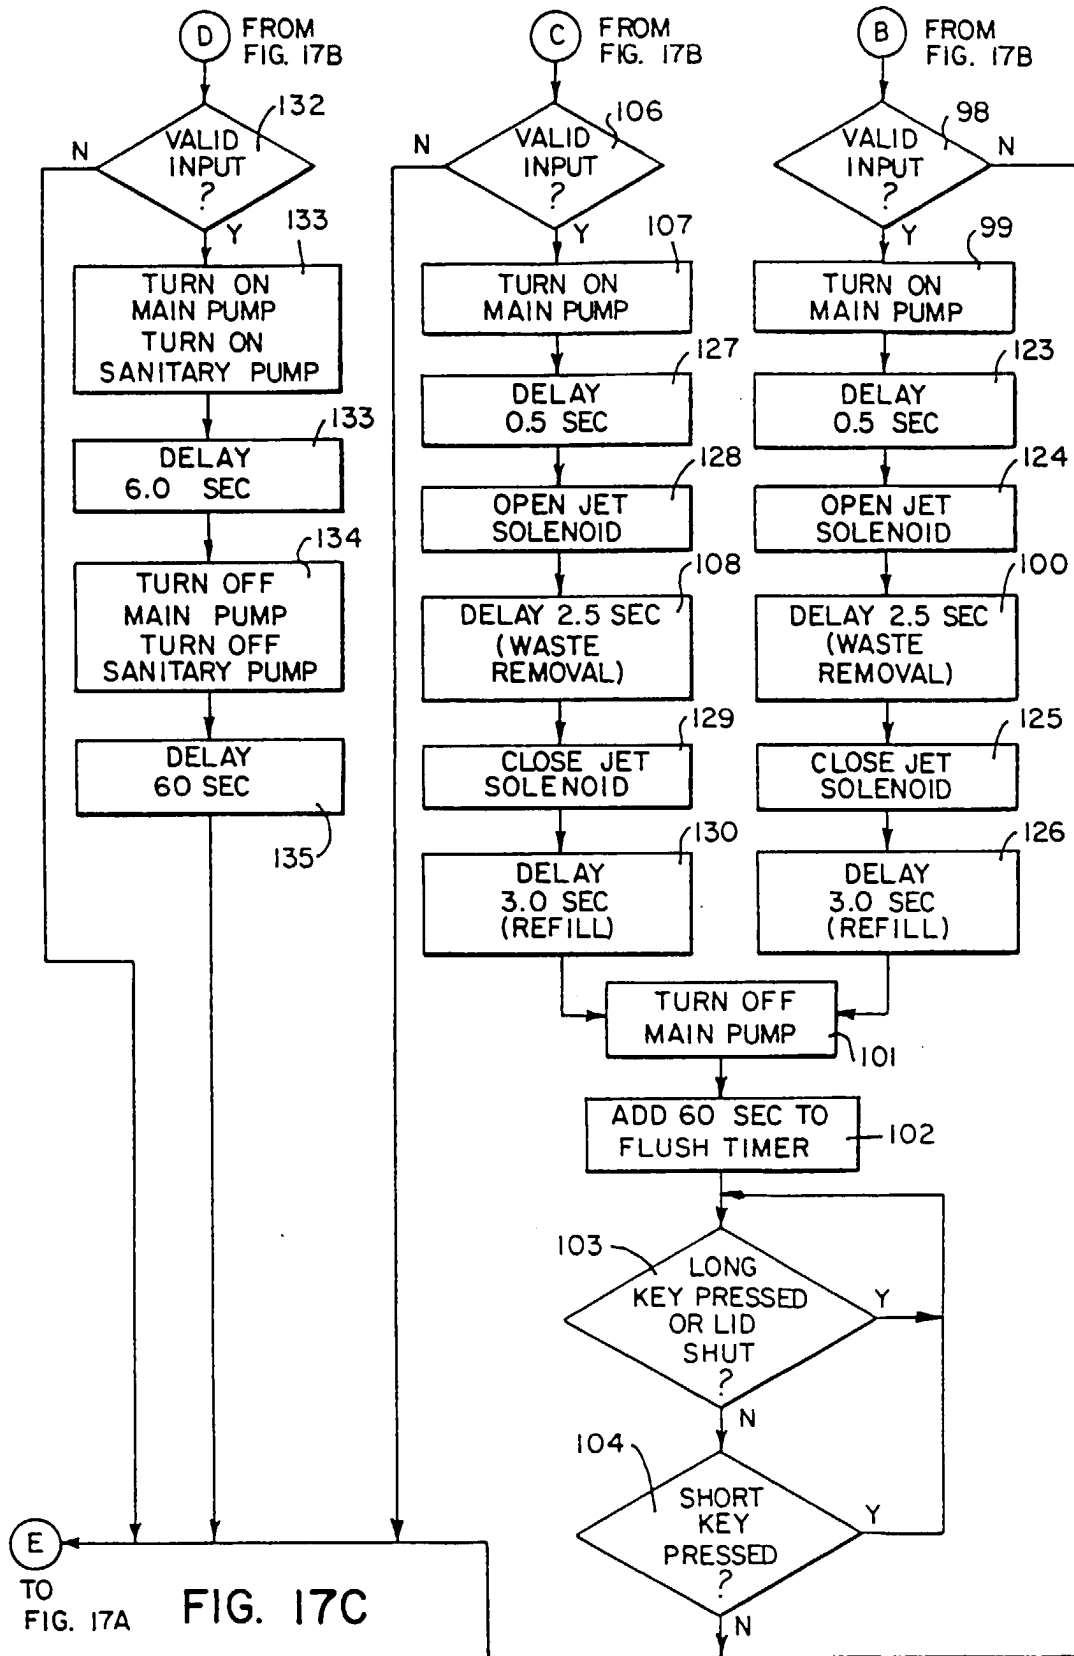 D
FROM
FIG. 17B
132
VALID
INPUT
?
N
Y
133
TURN ON
MAIN PUMP
TURN ON
SANITARY PUMP
133
DELAY
6.0 SEC
134
TURN OFF
MAIN PUMP
TURN OFF
SANITARY PUMP
DELAY
60 SEC
135
C
FROM
FIG. 17B
106
VALID
INPUT
?
N
Y
107
TURN ON
MAIN PUMP
127
DELAY
0.5 SEC
128
OPEN JET
SOLENOID
108
DELAY 2.5 SEC
(WASTE
REMOVAL)
129
CLOSE JET
SOLENOID
130
DELAY
3.0 SEC
(REFILL)
B
FROM
FIG. 17B
98
VALID
INPUT
?
N
Y
99
TURN ON
MAIN PUMP
123
DELAY
0.5 SEC
124
OPEN JET
SOLENOID
100
DELAY 2.5 SEC
(WASTE
REMOVAL)
125
CLOSE JET
SOLENOID
126
DELAY
3.0 SEC
(REFILL)
TURN OFF
MAIN PUMP
101
ADD 60 SEC TO
FLUSH TIMER
102
103
LONG
KEY PRESSED
OR LID
SHUT
?
Y
N
104
SHORT
KEY
PRESSED
?
Y
N
E
TO
FIG. 17A
FIG. 17C